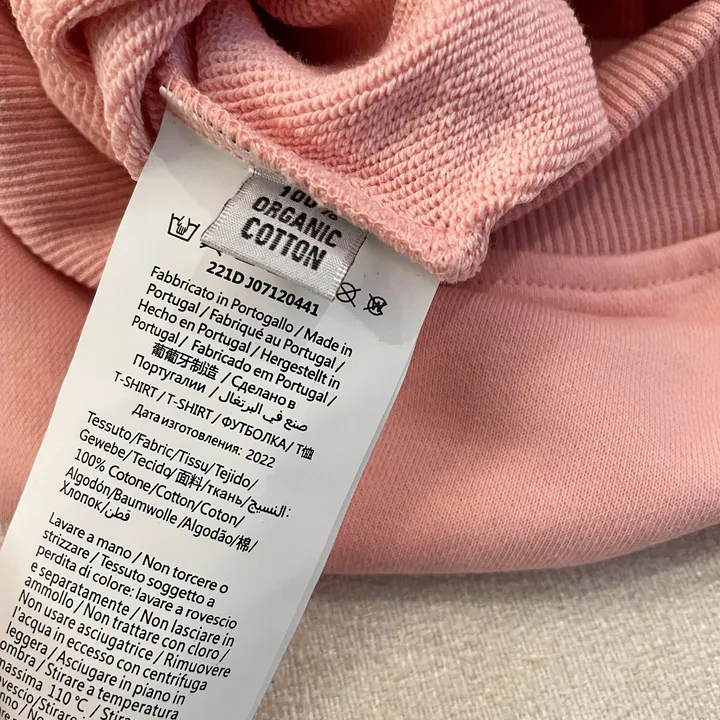 100%
ORGANIC
COTTON
221D J07120441
Fabbricato in Portogallo / Made in
Portugal / Fabriqué au Portugal /
Hecho en Portugal / Hergestellt in
Portugal / Fabricado em Portugal /
葡萄牙制造 / Сделано в
Португалии / صنع في البرتغال
T-SHIRT / T-SHIRT / ФУТБОЛКА / T恤
Дата изготовления: 2022
Tessuto/Fabric/Tissu/Tejido/
Gewebe/Tecido/面料/ткань/النسيج:
100% Cotone/Cotton/Coton/
Algodón/Baumwolle/Algodão/棉/
Хлопок/قطن
Lavare a mano / Non torcere o
strizzare / Tessuto soggetto a
perdita di colore: lavare a rovescio
e separatamente / Non lasciare in
ammollo / Non trattare con cloro /
Non usare asciugatrice / Rimuovere
l'acqua in eccesso con centrifuga
leggera / Asciugare in piano in
ombra / Stirare a temperatura
massima 110 °C / Stirare a